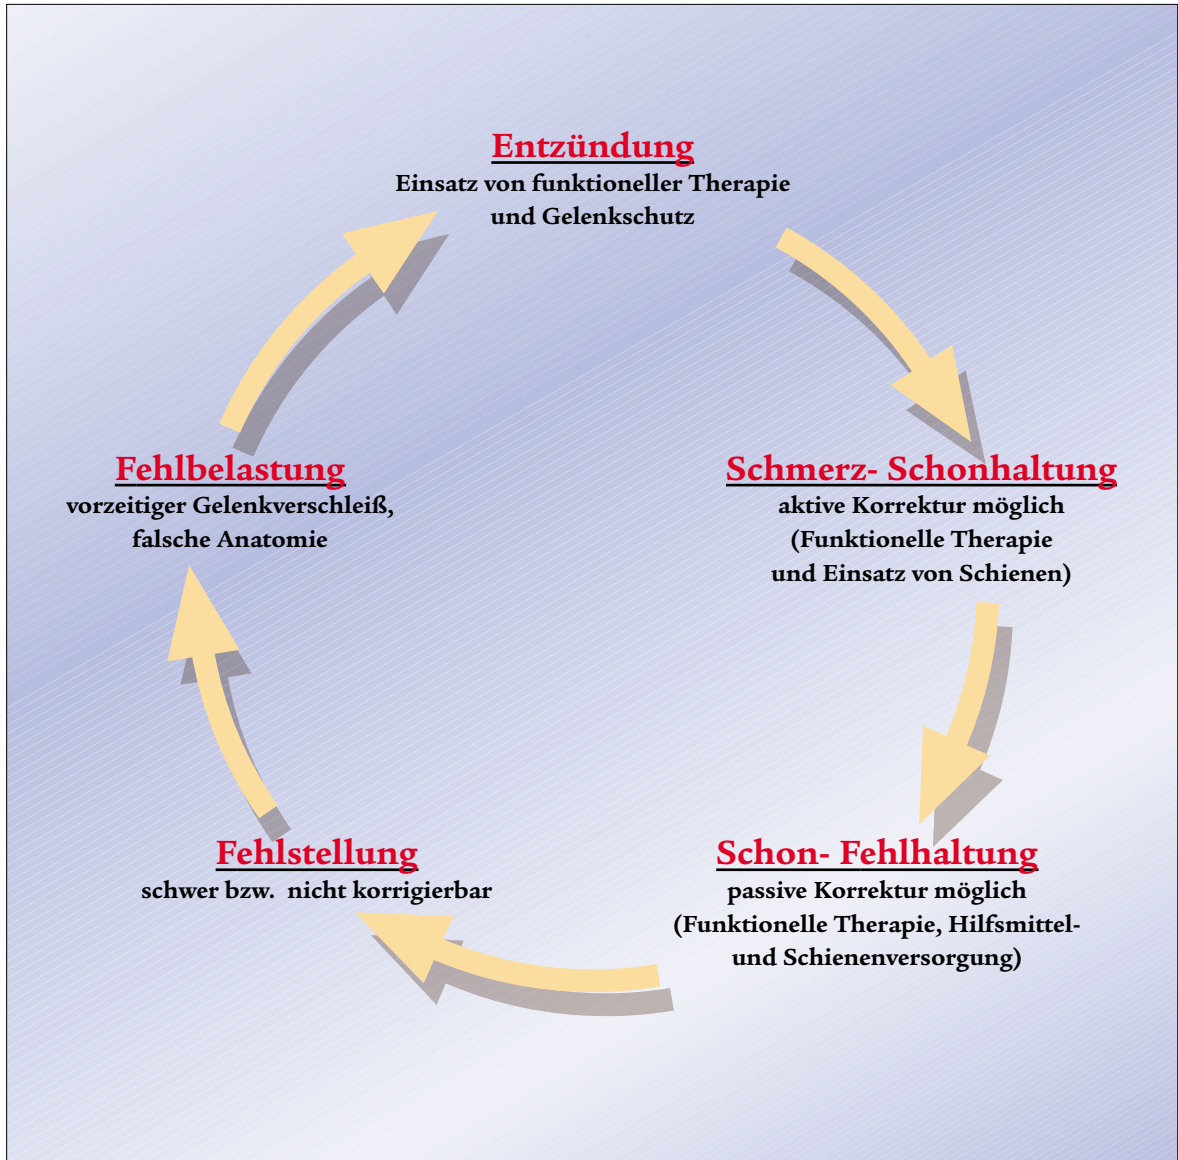 Entzündung
Einsatz von funktioneller Therapie
und Gelenkschutz
Schmerz- Schonhaltung
aktive Korrektur möglich
(Funktionelle Therapie
und Einsatz von Schienen)
Schon- Fehlhaltung
passive Korrektur möglich
(Funktionelle Therapie, Hilfsmittel-
und Schienenversorgung)
Fehlstellung
schwer bzw. nicht korrigierbar
Fehlbelastung
vorzeitiger Gelenkverschleiß,
falsche Anatomie